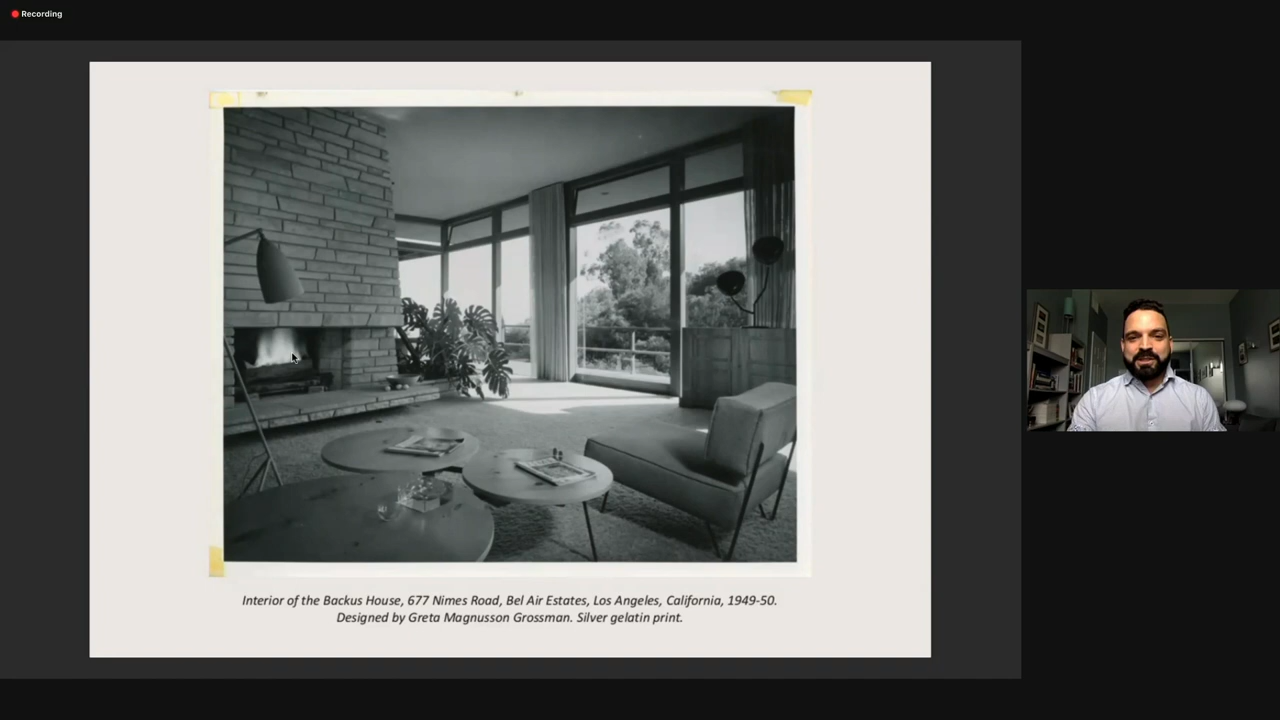 Recording
Interior of the Backus House, 677 Nimes Road, Bel Air Estates, Los Angeles, California, 1949-50.
Designed by Greta Magnusson Grossman. Silver gelatin print.